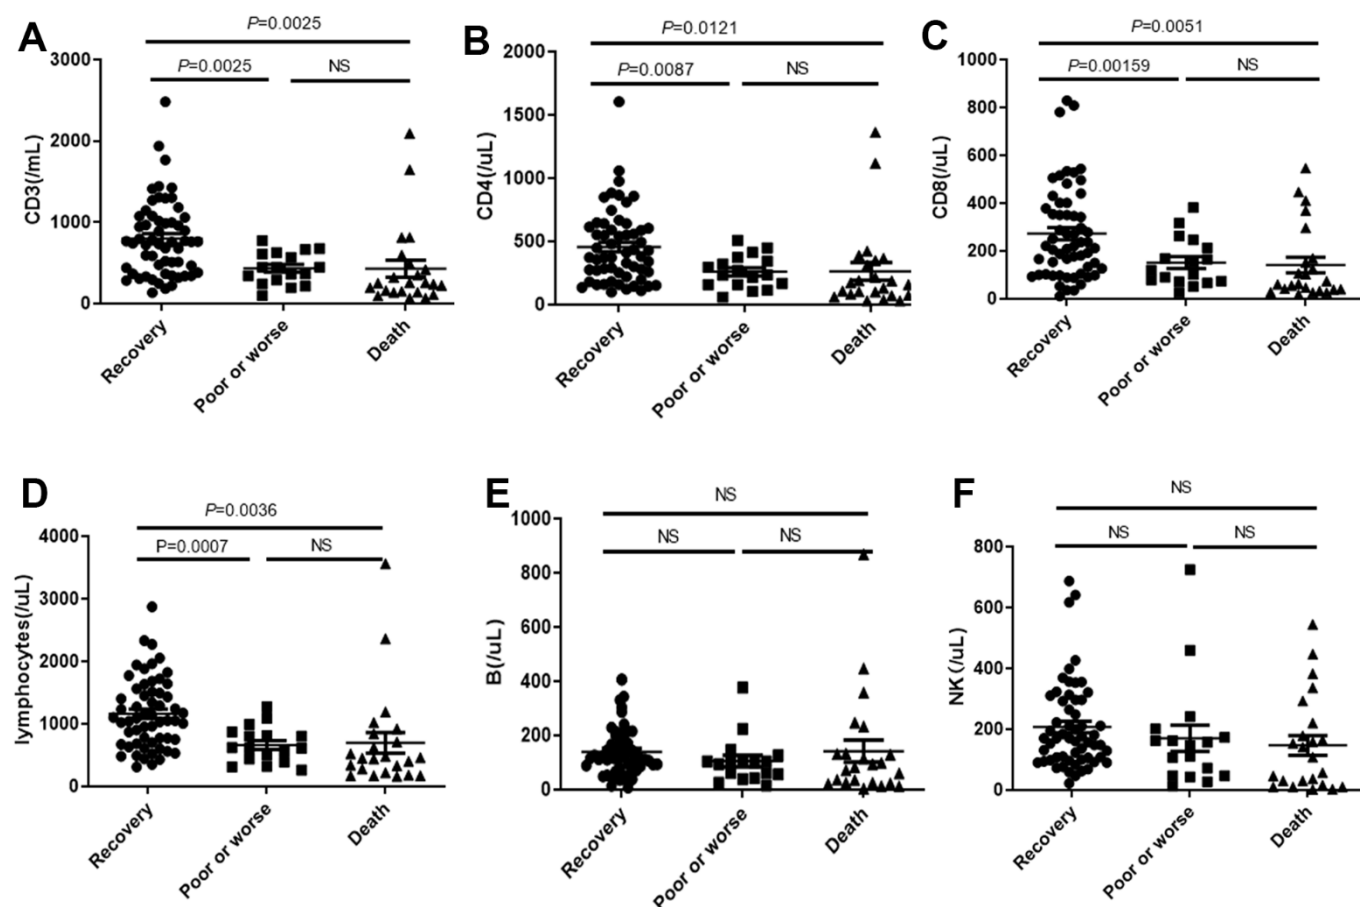 A
P=0.0025
P=0.0025
NS
3000
2000
1000
0
CD3(/mL)
Recovery
Poor or worse
Death
B
P=0.0121
P=0.0087
NS
2000
1500
1000
500
0
CD4(/uL)
Recovery
Poor or worse
Death
C
P=0.0051
P=0.00159
NS
1000
800
600
400
200
0
CD8(/uL)
Recovery
Poor or worse
Death
D
P=0.0036
P=0.0007
NS
4000
3000
2000
1000
0
lymphocytes(/uL)
Recovery
Poor or worse
Death
E
NS
NS
NS
1000
800
600
400
200
0
B(/uL)
Recovery
Poor or worse
Death
F
NS
NS
NS
800
600
400
200
0
NK (/uL)
Recovery
Poor or worse
Death